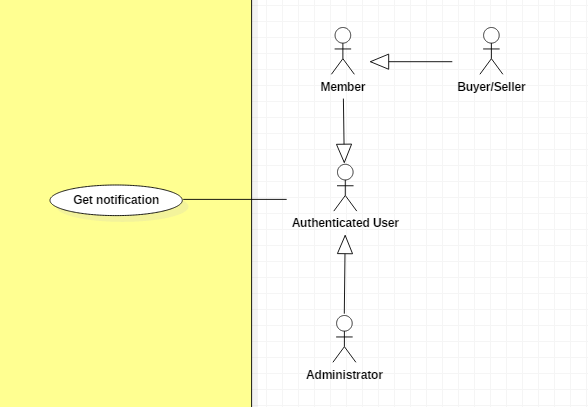 Member
Buyer/Seller
Get notification
Authenticated User
Administrator